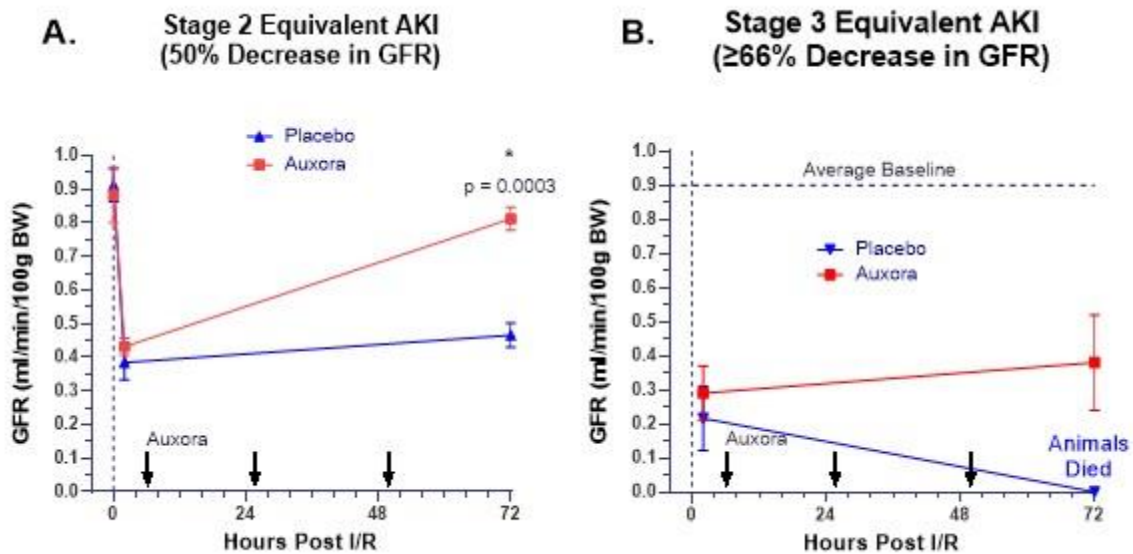 A.
Stage 2 Equivalent AKI
(50% Decrease in GFR)
Placebo
Auxora
*
p = 0.0003
GFR (ml/min/100g BW)
1.0
0.9
0.8
0.7
0.6
0.5
0.4
0.3
0.2
0.1
0.0
Auxora
0
24
48
72
Hours Post I/R
B.
Stage 3 Equivalent AKI
(≥66% Decrease in GFR)
Average Baseline
Placebo
Auxora
GFR (ml/min/100g BW)
1.0
0.9
0.8
0.7
0.6
0.5
0.4
0.3
0.2
0.1
0.0
Auxora
Animals
Died
0
24
48
72
Hours Post I/R